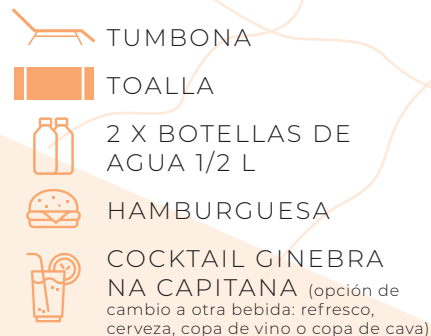 TUMBONA
TOALLA
2 X BOTELLAS DE
AGUA 1/2 L
HAMBURGUESA
COCKTAIL GINEBRA
NA CAPITANA (opción de
cambio a otra bebida: refresco,
cerveza, copa de vino o copa de cava)